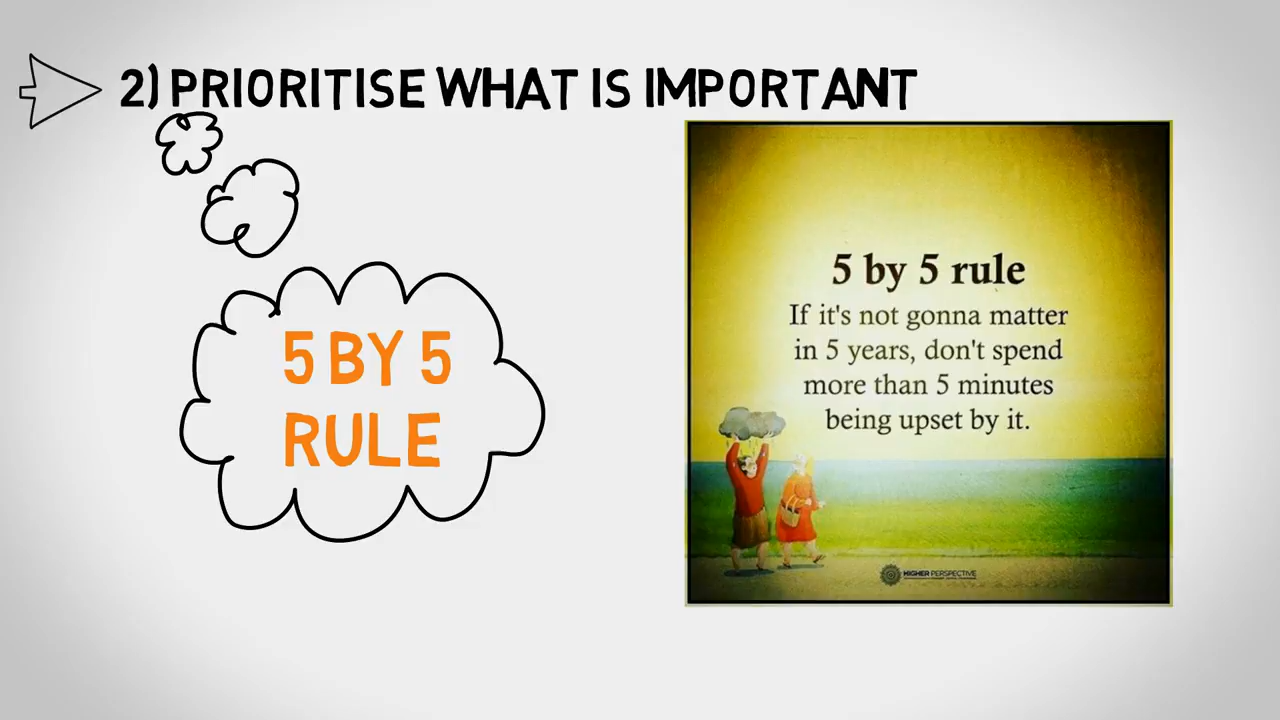 2) PRIORITISE WHAT IS IMPORTANT
5 BY 5
RULE
5 by 5 rule
If it's not gonna matter
in 5 years, don't spend
more than 5 minutes
being upset by it.
HIGHER PERSPECTIVE